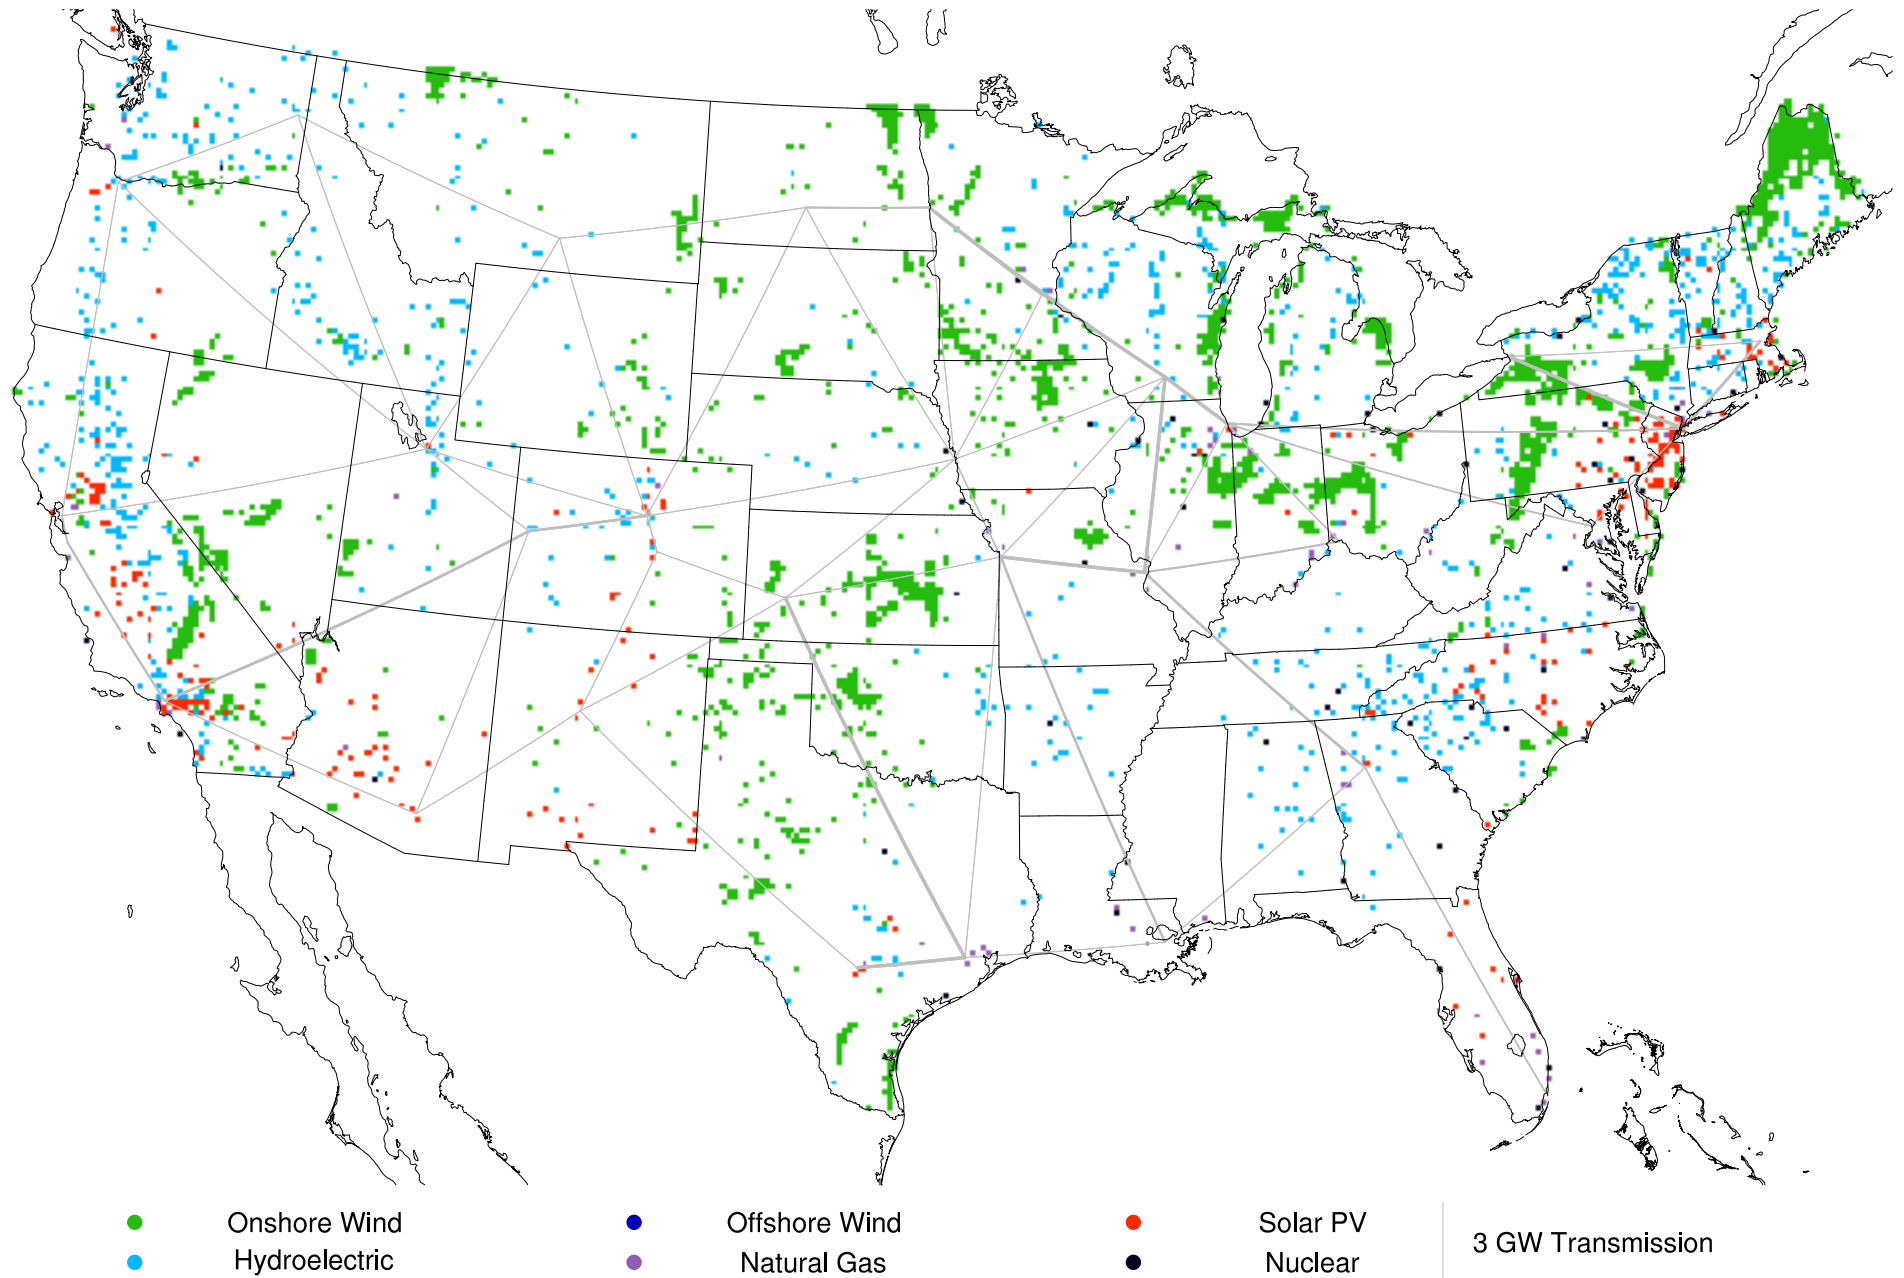 Onshore Wind
Offshore Wind
Solar PV
Hydroelectric
Natural Gas
Nuclear
3 GW Transmission